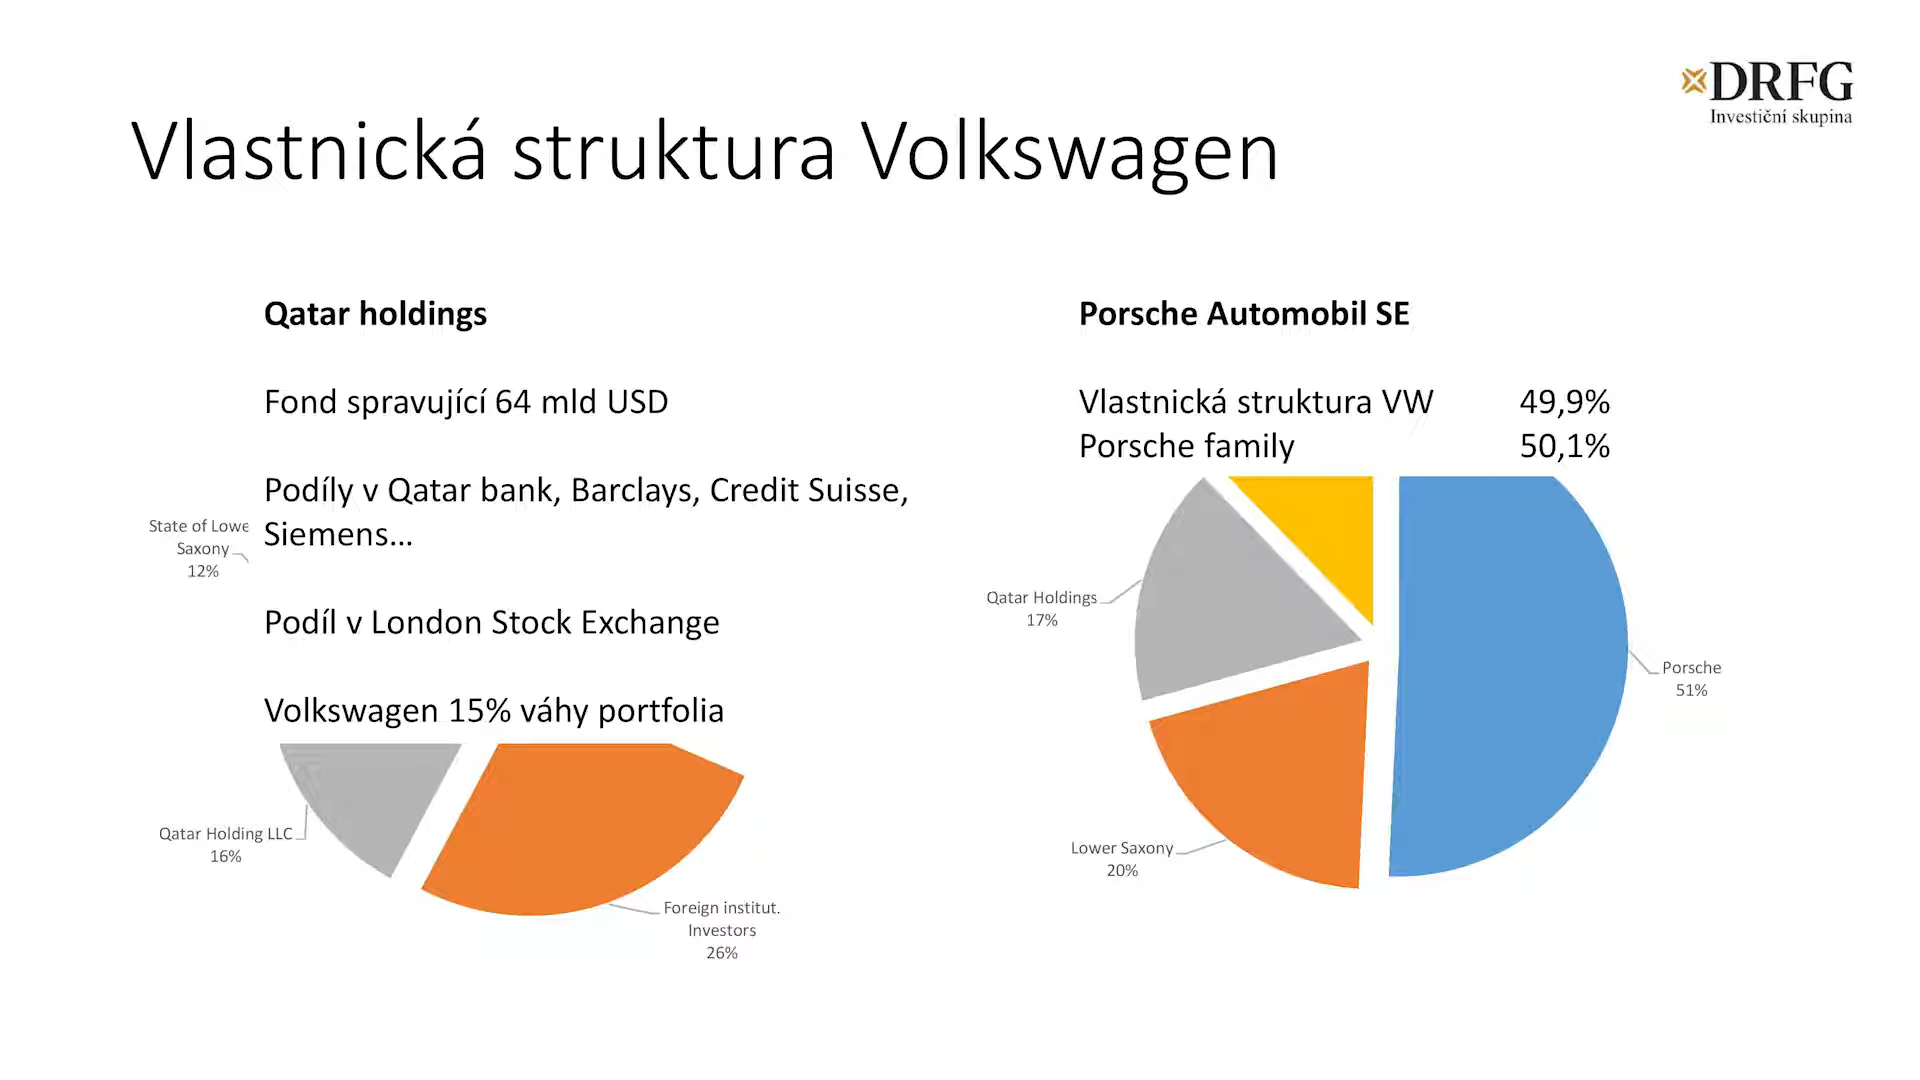 DRFG
Investiční skupina
Vlastnická struktura Volkswagen
Qatar holdings
Fond spravující 64 mld USD
Podíly v Qatar bank, Barclays, Credit Suisse,
Siemens...
Podíl v London Stock Exchange
Volkswagen 15% váhy portfolia
State of Lowe
Saxony
12%
Qatar Holding LLC
16%
Foreign institut.
Investors
26%
Porsche Automobil SE
Vlastnická struktura VW 49,9%
Porsche family 50,1%
Qatar Holdings
17%
Porsche
51%
Lower Saxony
20%